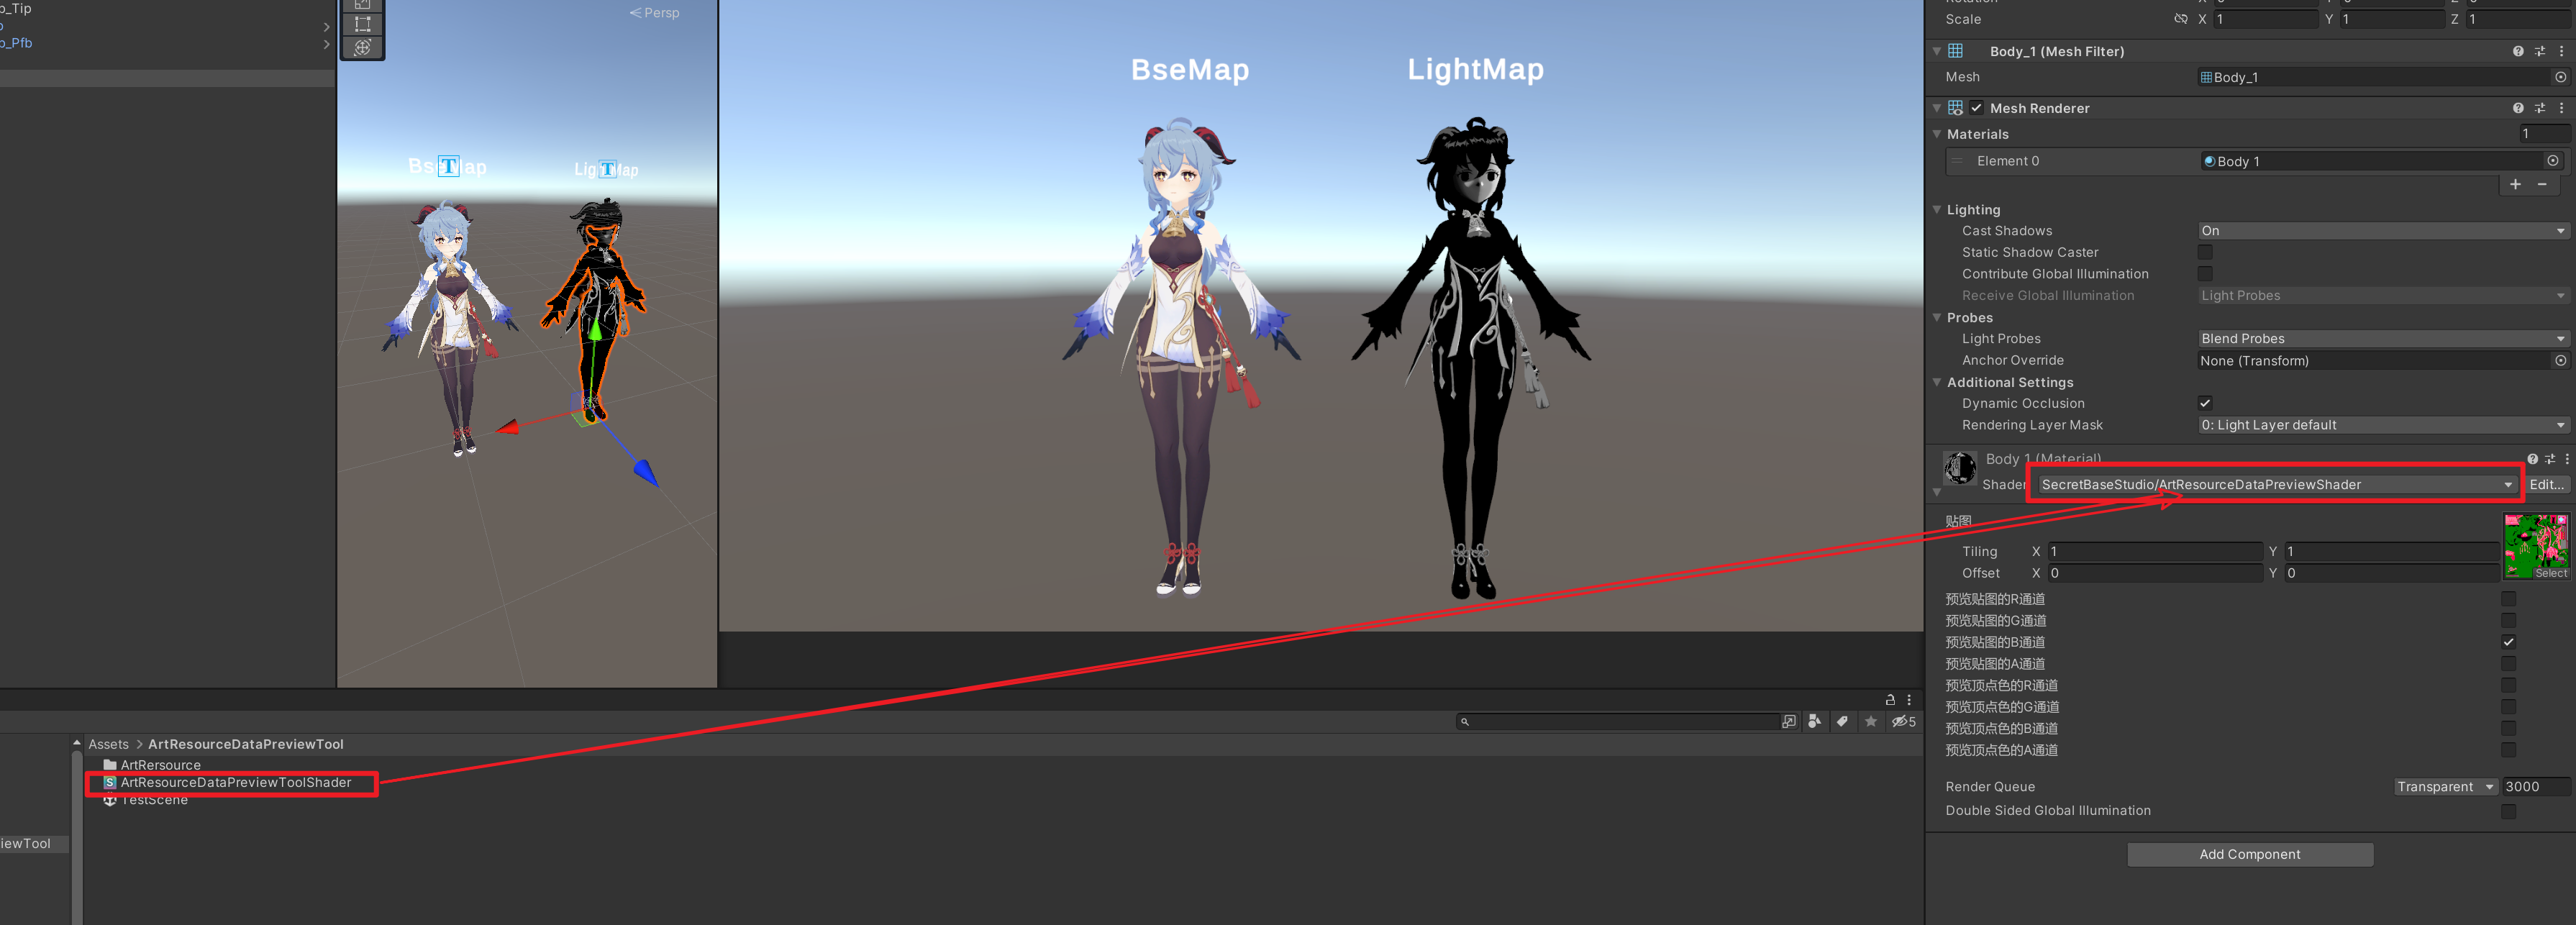 p_Tip
p_Pfb
Persp
BseMap
LightMap
BseMap
LightMap
Scale X 1 Y 1 Z 1
Body_1 (Mesh Filter)
Mesh Body_1
Mesh Renderer
Materials 1
Element 0 Body 1
Lighting
Cast Shadows On
Static Shadow Caster
Contribute Global Illumination
Receive Global Illumination Light Probes
Probes
Light Probes Blend Probes
Anchor Override None (Transform)
Additional Settings
Dynamic Occlusion
Rendering Layer Mask 0: Light Layer default
Body 1 (Material)
Shader SecretBaseStudio/ArtResourceDataPreviewShader Edit...
贴图
Tiling X 1 Y 1
Offset X 0 Y 0
Select
预览贴图的R通道
预览贴图的G通道
预览贴图的B通道
预览贴图的A通道
预览顶点色的R通道
预览顶点色的G通道
预览顶点色的B通道
预览顶点色的A通道
Render Queue Transparent 3000
Double Sided Global Illumination
Add Component
5
Assets > ArtResourceDataPreviewTool
ArtRersource
ArtResourceDataPreviewToolShader
TestScene
iewTool